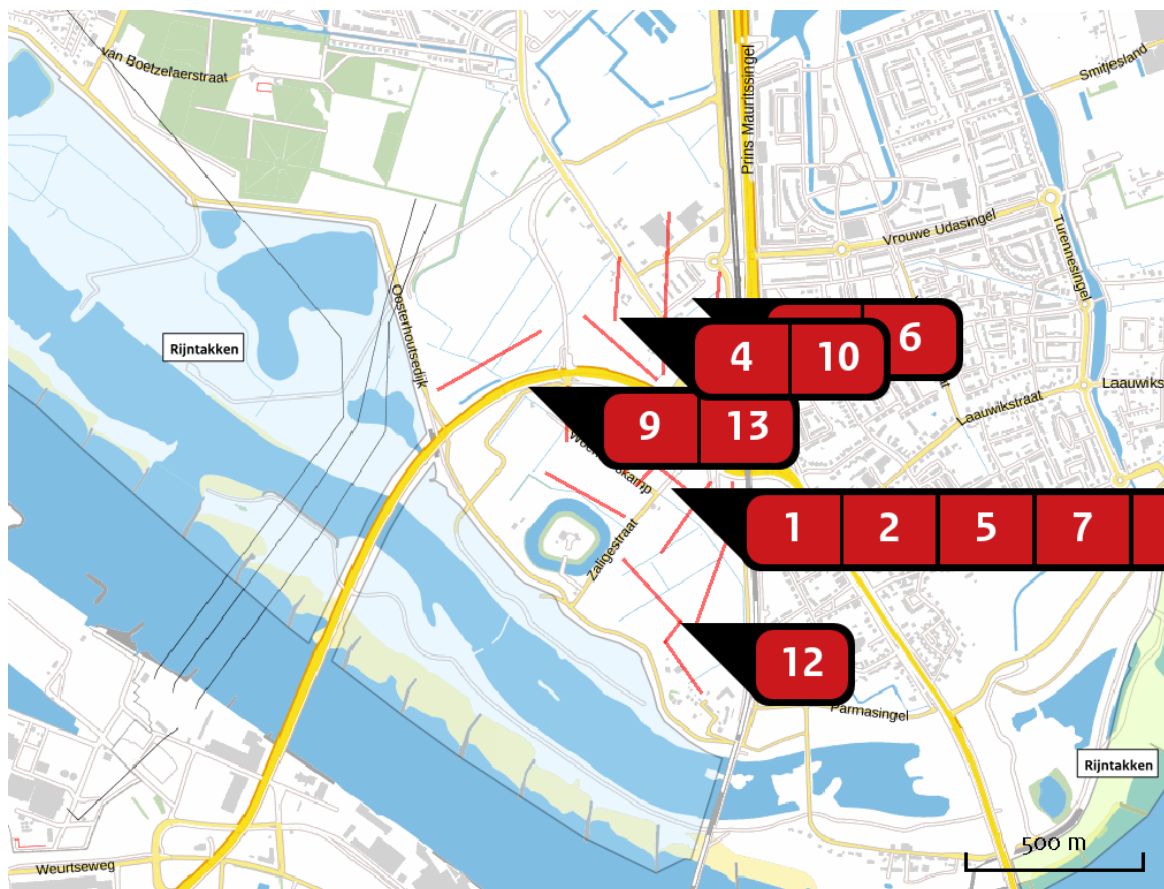 van Boetzelaerstraat
Prins Mauritssingel
Smitjesland
Vrouwe Udasingel
Turennesingel
Oosterhoutsedijk
Rijntakken
6
4
10
Laauwikstraat
Laauwiks
9
13
Zaligestraat
1
2
5
7
12
Parmasingel
Rijntakken
500 m
Weurtseweg